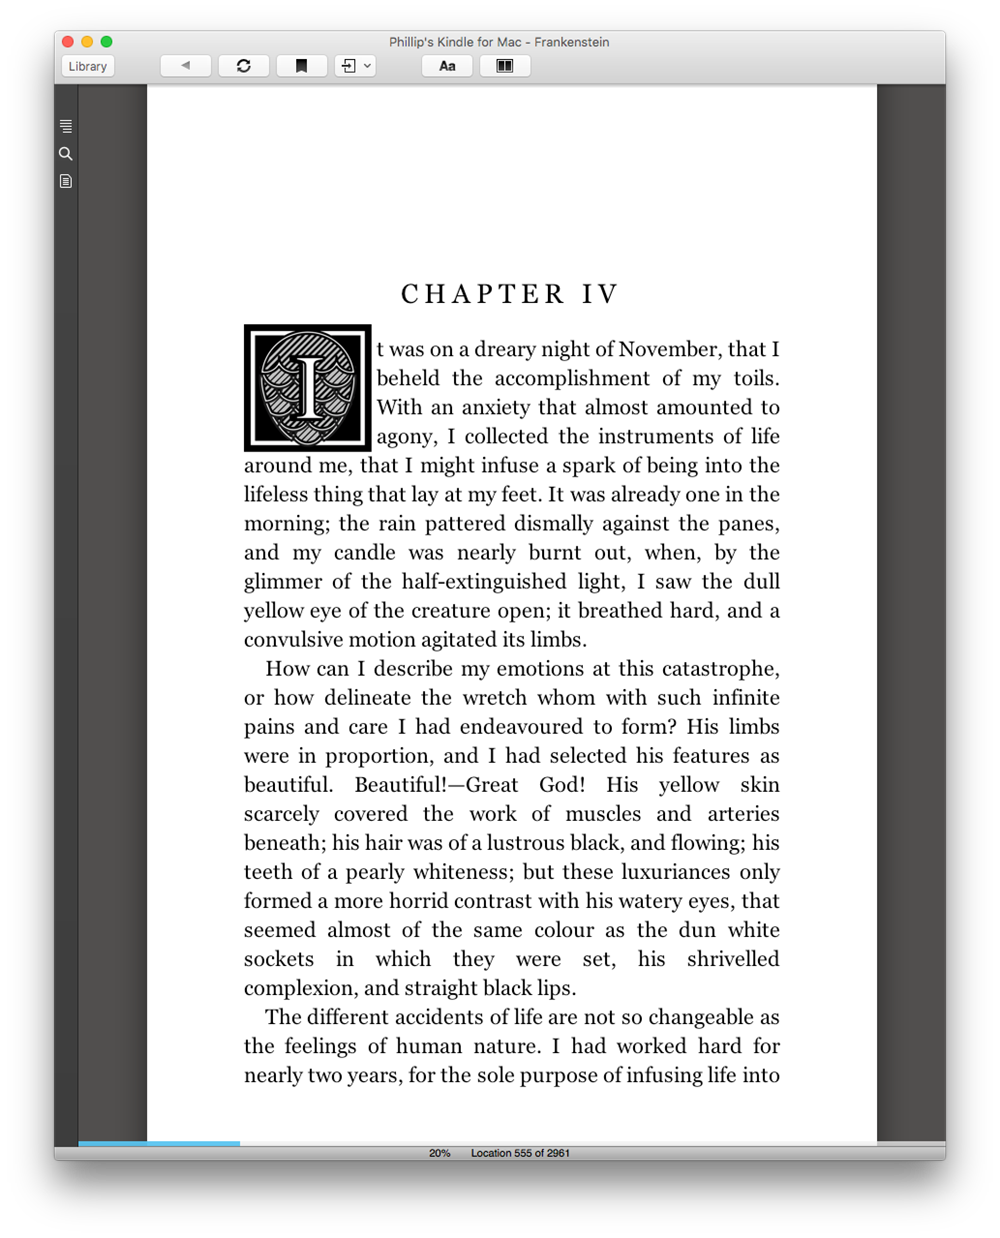 Phillip's Kindle for Mac - Frankenstein
Library
Aa
CHAPTER IV
It was on a dreary night of November, that I
beheld the accomplishment of my toils.
With an anxiety that almost amounted to
agony, I collected the instruments of life
around me, that I might infuse a spark of being into the
lifeless thing that lay at my feet. It was already one in the
morning; the rain pattered dismally against the panes,
and my candle was nearly burnt out, when, by the
glimmer of the half-extinguished light, I saw the dull
yellow eye of the creature open; it breathed hard, and a
convulsive motion agitated its limbs.
How can I describe my emotions at this catastrophe,
or how delineate the wretch whom with such infinite
pains and care I had endeavoured to form? His limbs
were in proportion, and I had selected his features as
beautiful. Beautiful!—Great God! His yellow skin
scarcely covered the work of muscles and arteries
beneath; his hair was of a lustrous black, and flowing; his
teeth of a pearly whiteness; but these luxuriances only
formed a more horrid contrast with his watery eyes, that
seemed almost of the same colour as the dun white
sockets in which they were set, his shrivelled
complexion, and straight black lips.
The different accidents of life are not so changeable as
the feelings of human nature. I had worked hard for
nearly two years, for the sole purpose of infusing life into
20% Location 555 of 2961